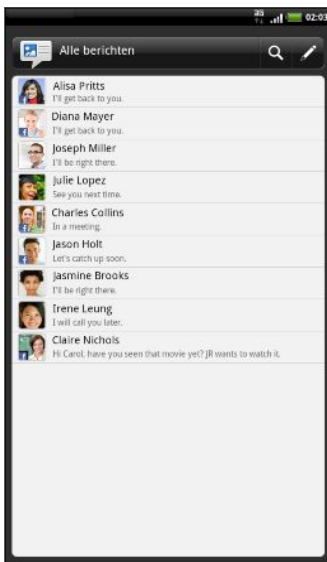 3G
02:03
Alle berichten
Alisa Pritts
I'll get back to you.
Diana Mayer
I'll get back to you.
Joseph Miller
I'll be right there.
Julie Lopez
See you next time.
Charles Collins
In a meeting.
Jason Holt
Let's catch up soon.
Jasmine Brooks
I'll be right there.
Irene Leung
I will call you later.
Claire Nichols
Hi Carol, have you seen that movie yet? JR wants to watch it.